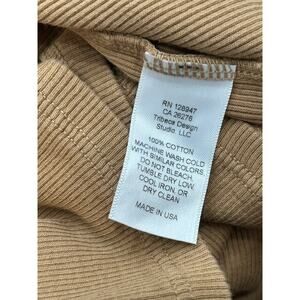 RN 128947
CA 26276
Tribeca Design
Studio, LLC
100% COTTON
MACHINE WASH COLD
WITH SIMILAR COLORS,
DO NOT BLEACH,
TUMBLE DRY LOW,
COOL IRON, OR
DRY CLEAN
MADE IN USA